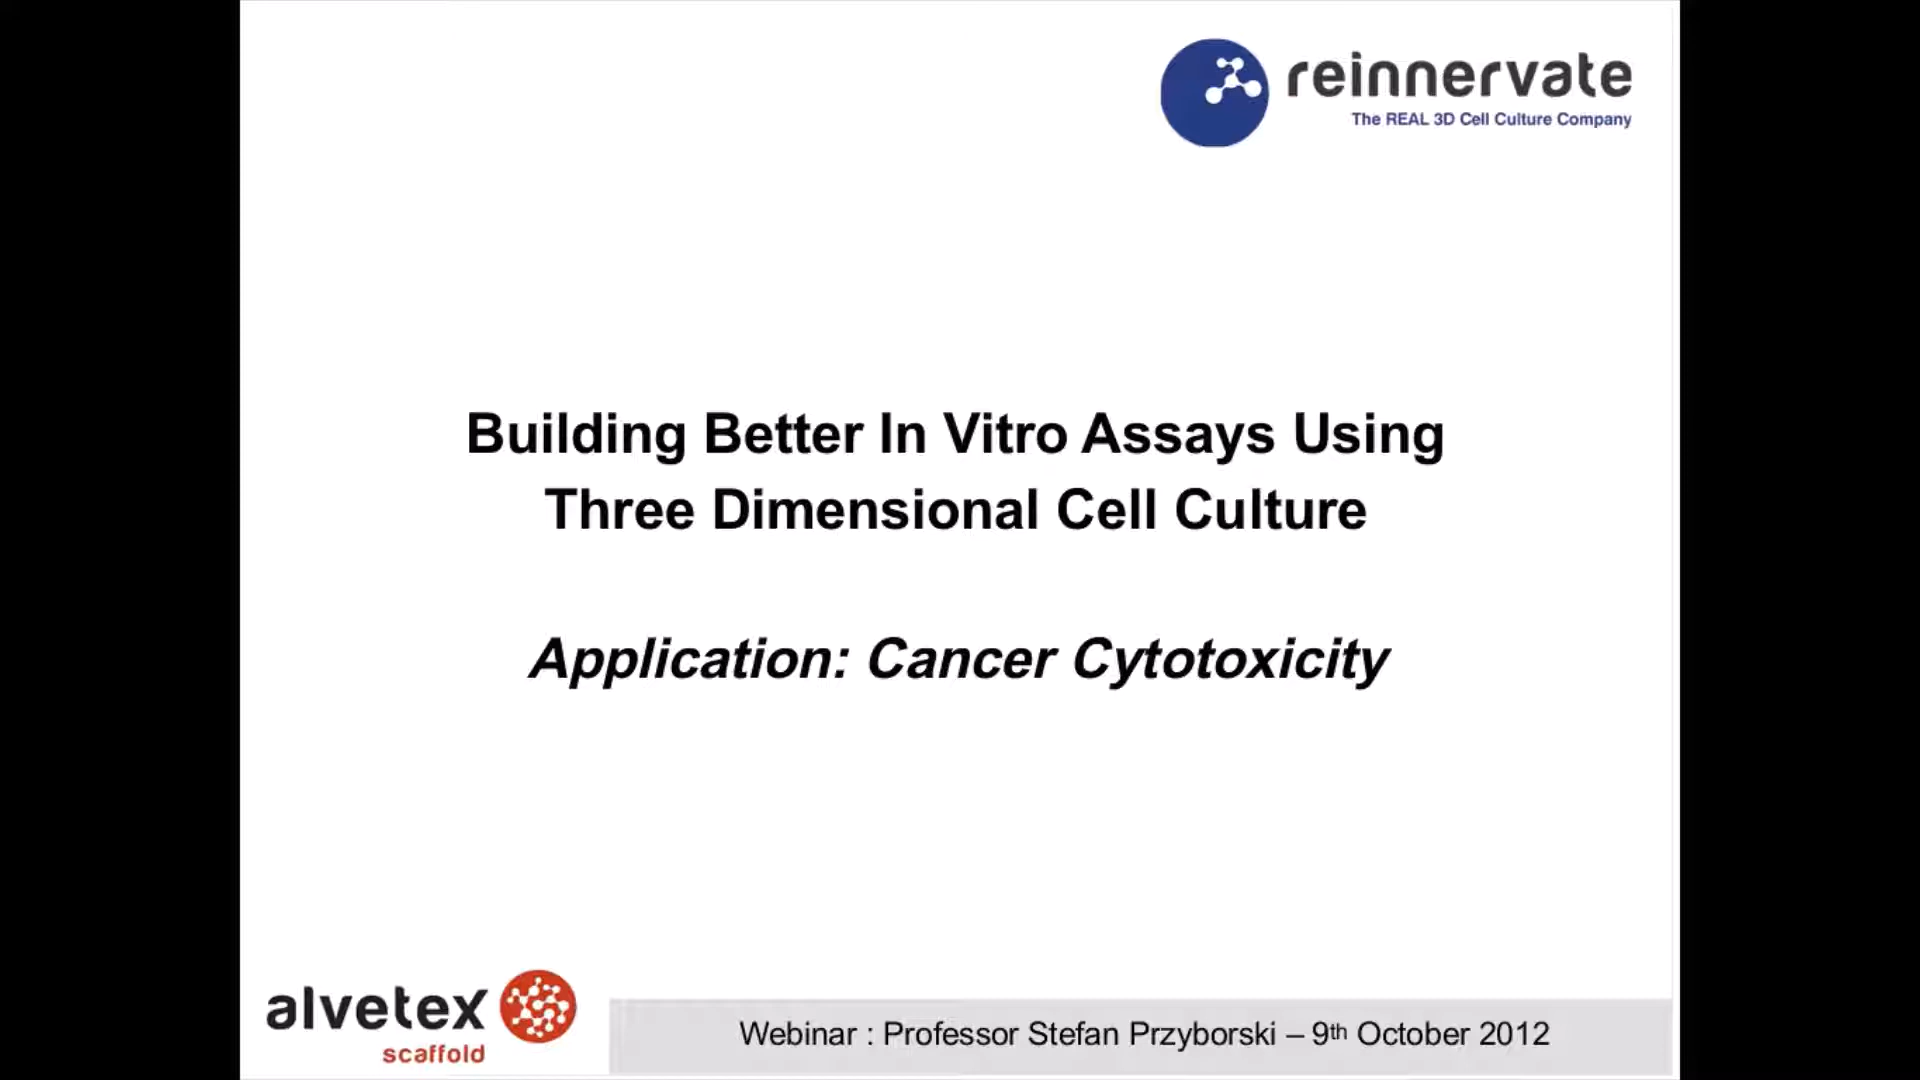 reinnervate
The REAL 3D Cell Culture Company
Building Better In Vitro Assays Using
Three Dimensional Cell Culture
Application: Cancer Cytotoxicity
alvetex
scaffold
Webinar : Professor Stefan Przyborski – 9th October 2012